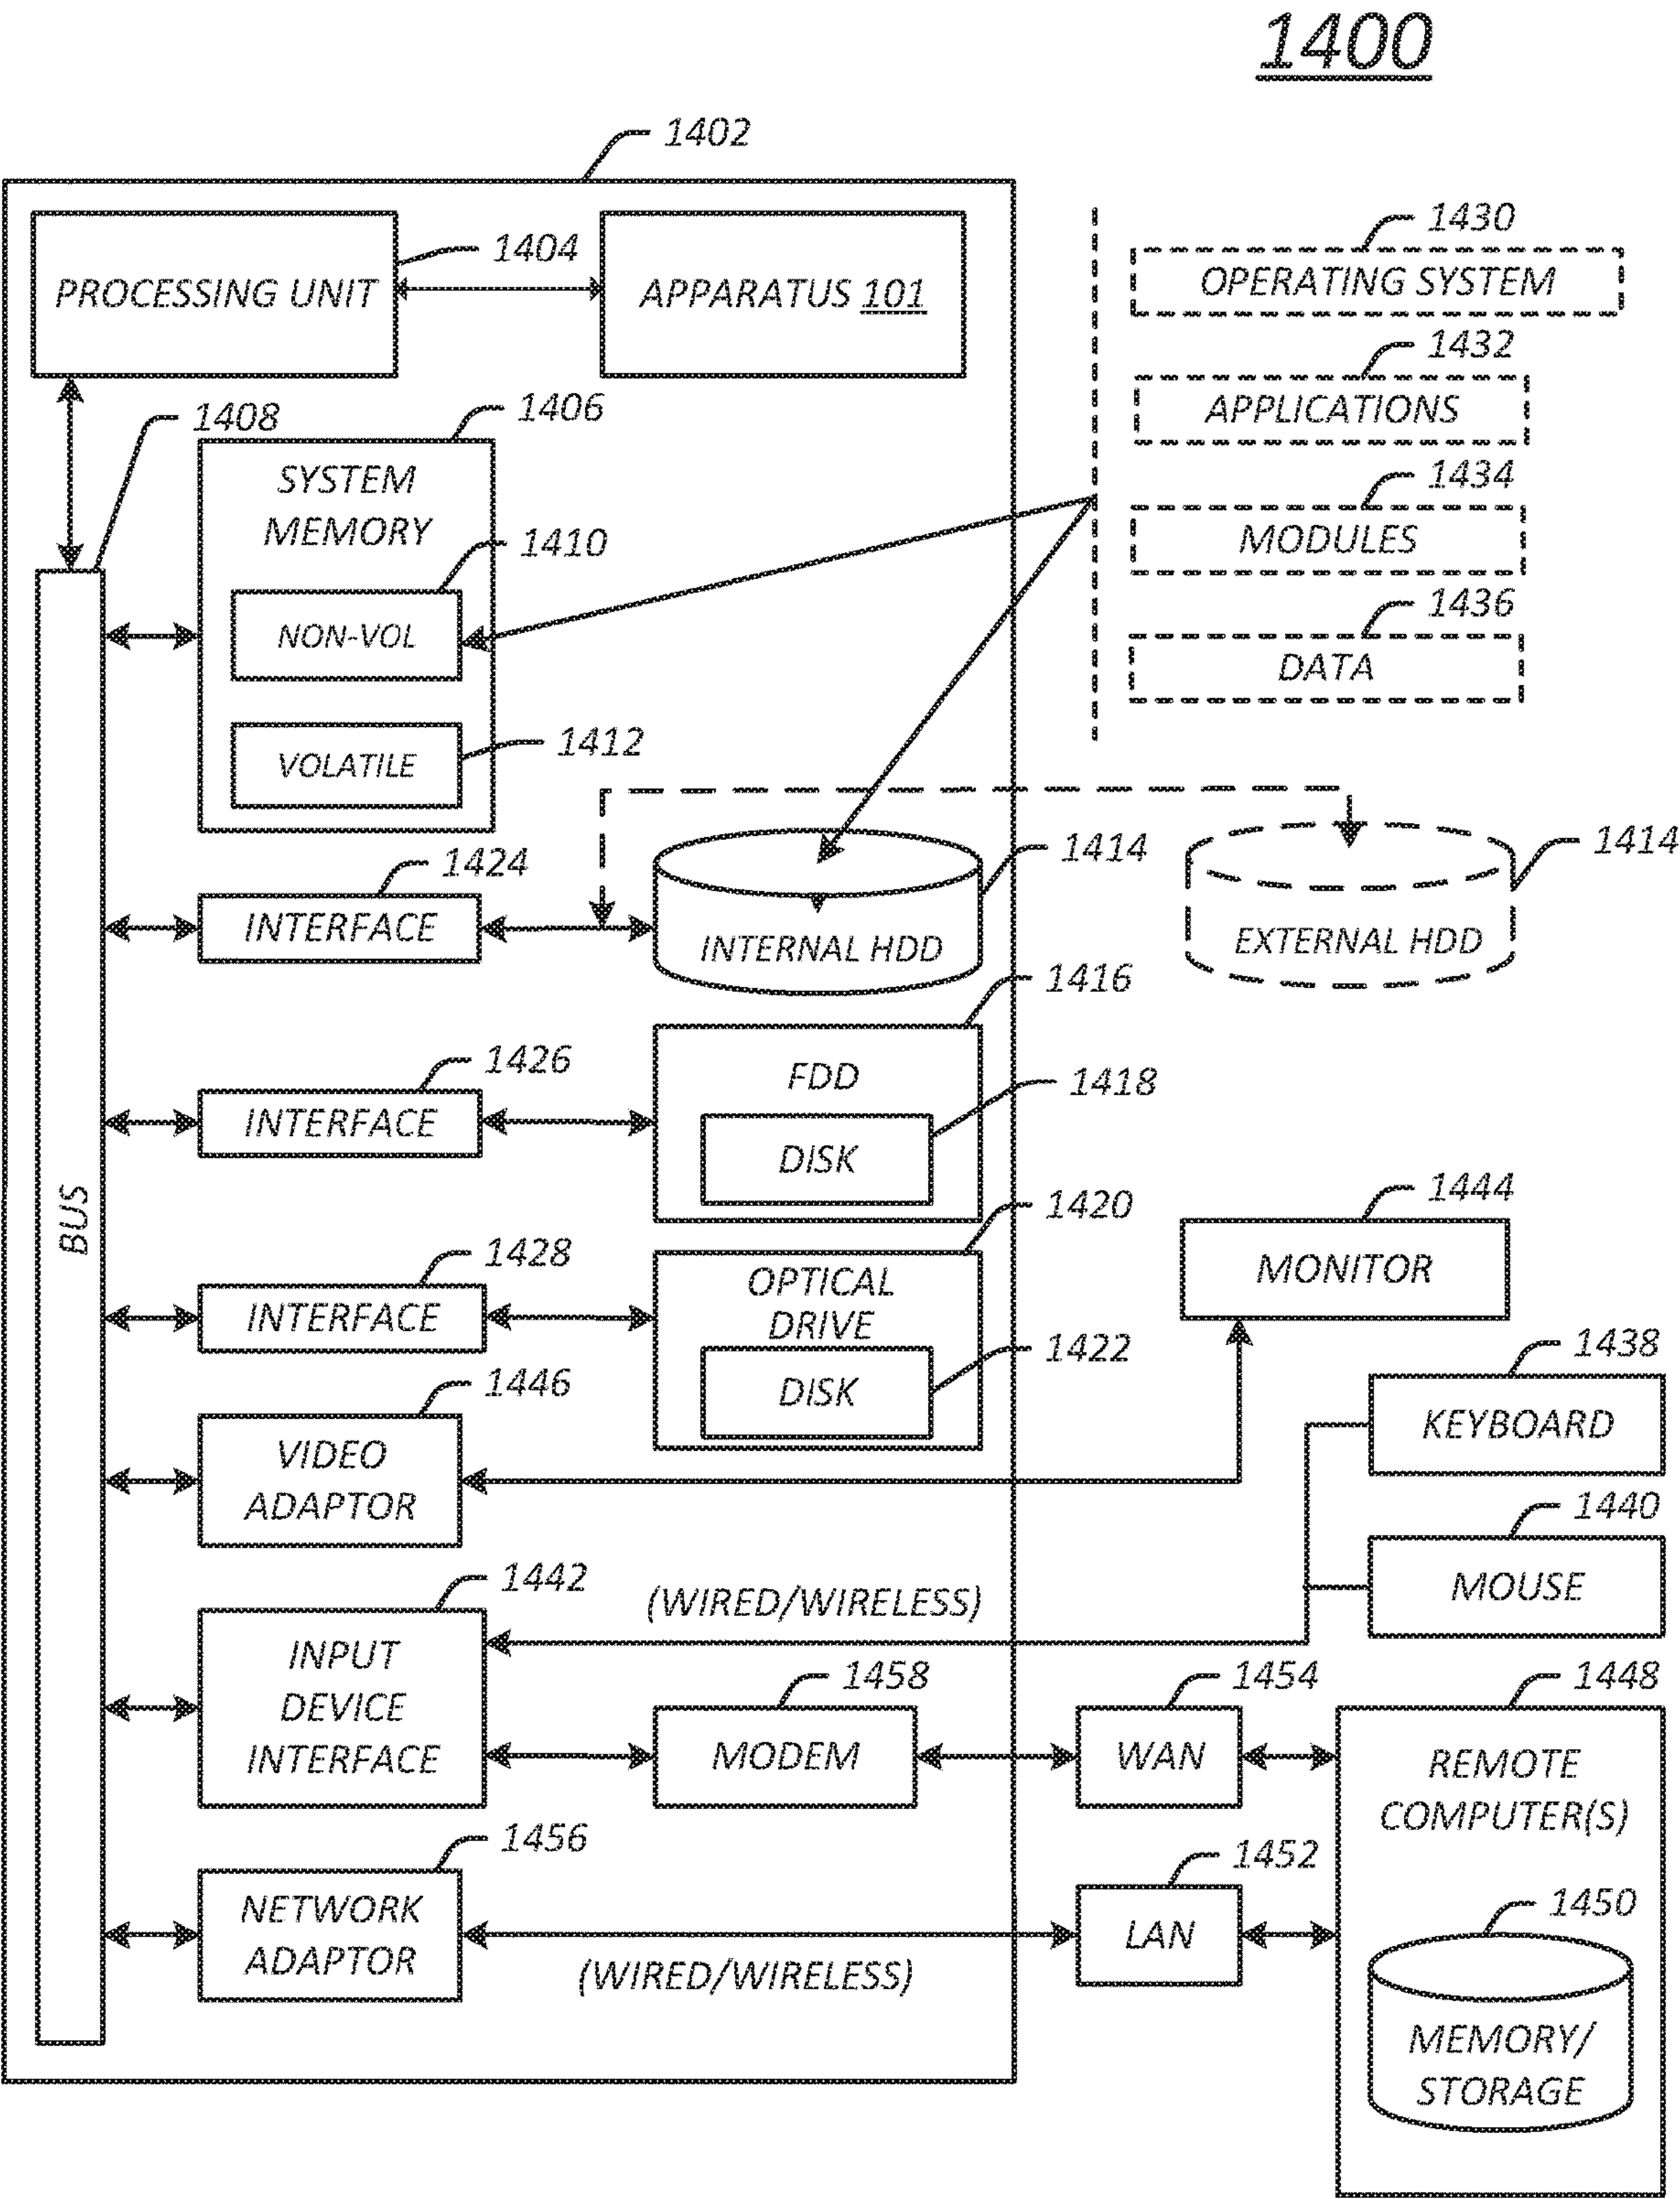 1400
1402
PROCESSING UNIT
1404
APPARATUS 101
1430
OPERATING SYSTEM
1432
APPLICATIONS
1434
MODULES
1436
DATA
1408
1406
SYSTEM
MEMORY
1410
NON-VOL
1412
VOLATILE
1424
INTERFACE
1414
INTERNAL HDD
1414
EXTERNAL HDD
1416
FDD
1426
INTERFACE
1418
DISK
BUS
1420
OPTICAL
DRIVE
1428
INTERFACE
1422
DISK
1444
MONITOR
1446
VIDEO
ADAPTOR
1438
KEYBOARD
1440
MOUSE
1442
INPUT
DEVICE
INTERFACE
(WIRED/WIRELESS)
1458
MODEM
1454
WAN
1448
REMOTE
COMPUTER(S)
1456
NETWORK
ADAPTOR
(WIRED/WIRELESS)
1452
LAN
1450
MEMORY/
STORAGE